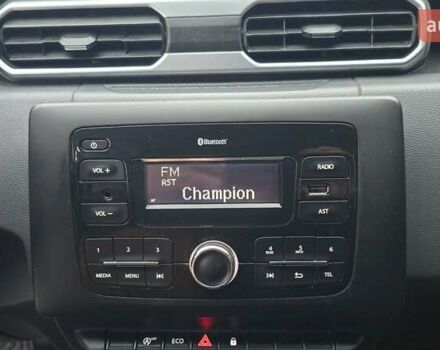 au
Bluetooth
VOL +
FM
AST
Champion
RADIO
VOL −
AST
1 2 3
4 5 6
MEDIA MENU
TEL
ECO